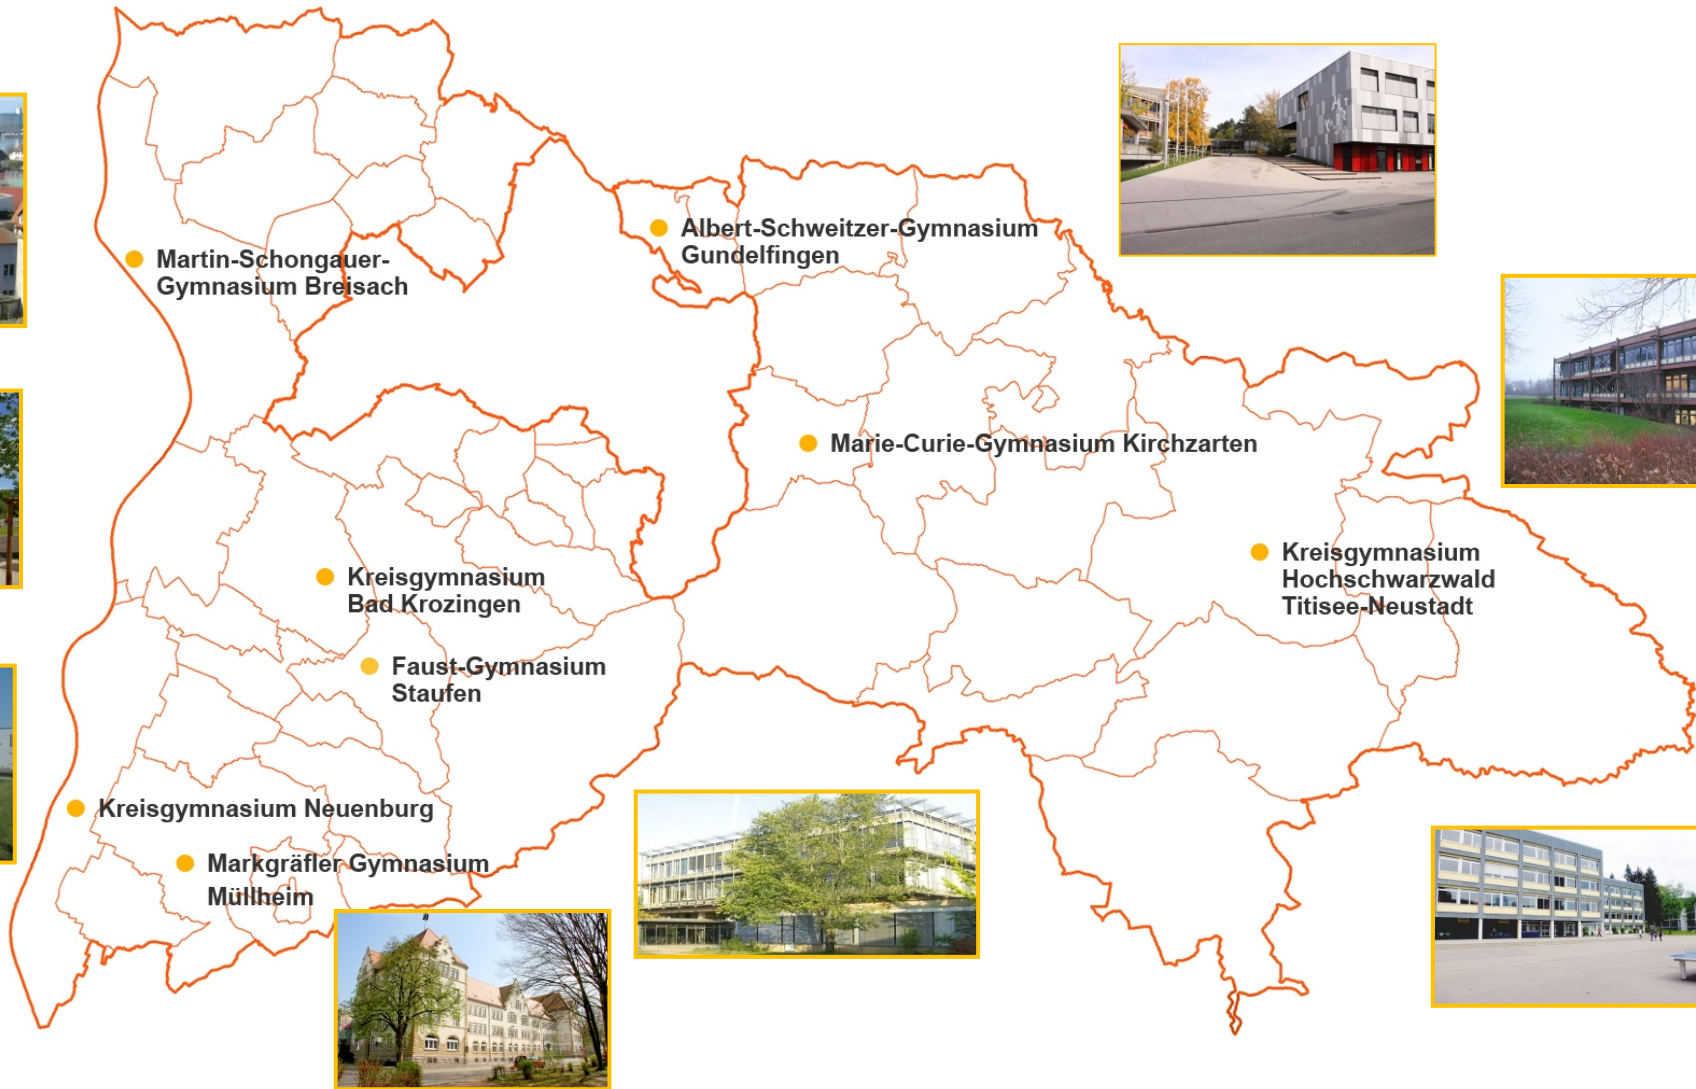 Albert-Schweitzer-Gymnasium
Gundelfingen
Martin-Schongauer-
Gymnasium Breisach
Marie-Curie-Gymnasium Kirchzarten
Kreisgymnasium
Hochschwarzwald
Titisee-Neustadt
Kreisgymnasium
Bad Krozingen
Faust-Gymnasium
Staufen
Kreisgymnasium Neuenburg
Markgräfler Gymnasium
Müllheim